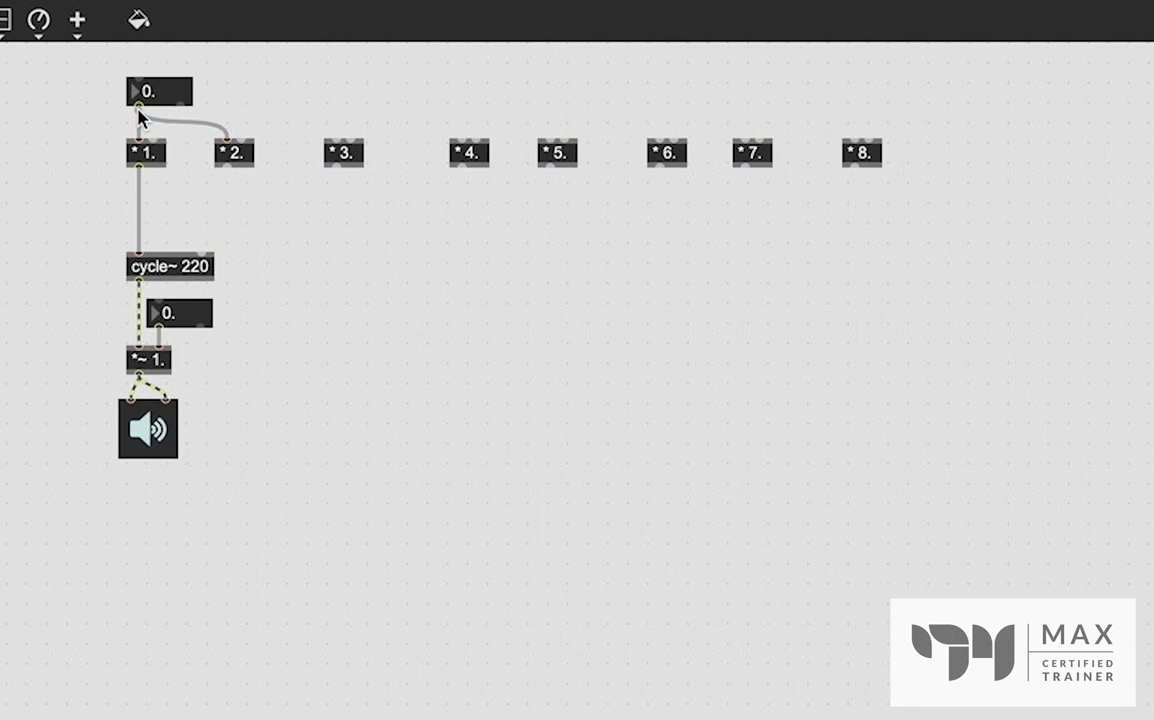 0.
* 1. * 2. * 3. * 4. * 5. * 6. * 7. * 8.
cycle~ 220
0.
*~ 1.
MAX
CERTIFIED
TRAINER